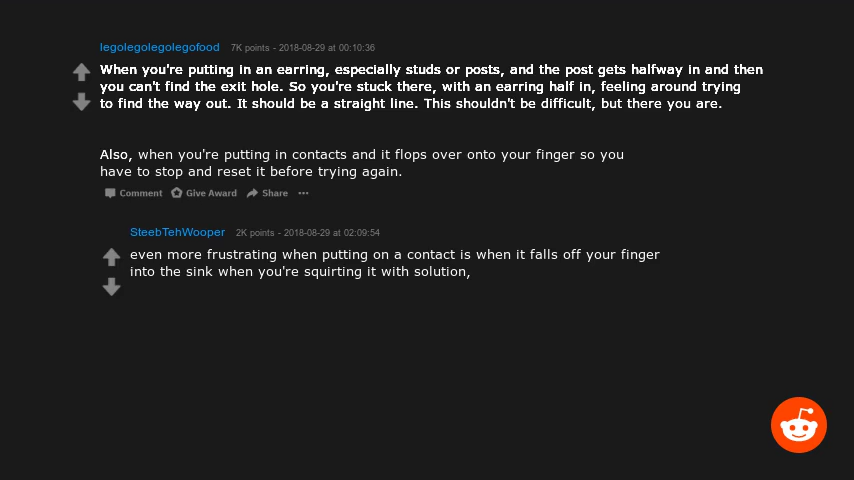 legolegolegolegofood 7K points - 2018-08-29 at 00:10:36
When you're putting in an earring, especially studs or posts, and the post gets halfway in and then
you can't find the exit hole. So you're stuck there, with an earring half in, feeling around trying
to find the way out. It should be a straight line. This shouldn't be difficult, but there you are.
Also, when you're putting in contacts and it flops over onto your finger so you
have to stop and reset it before trying again.
Comment Give Award Share ···
SteebTehWooper 2K points - 2018-08-29 at 02:09:54
even more frustrating when putting on a contact is when it falls off your finger
into the sink when you're squirting it with solution,